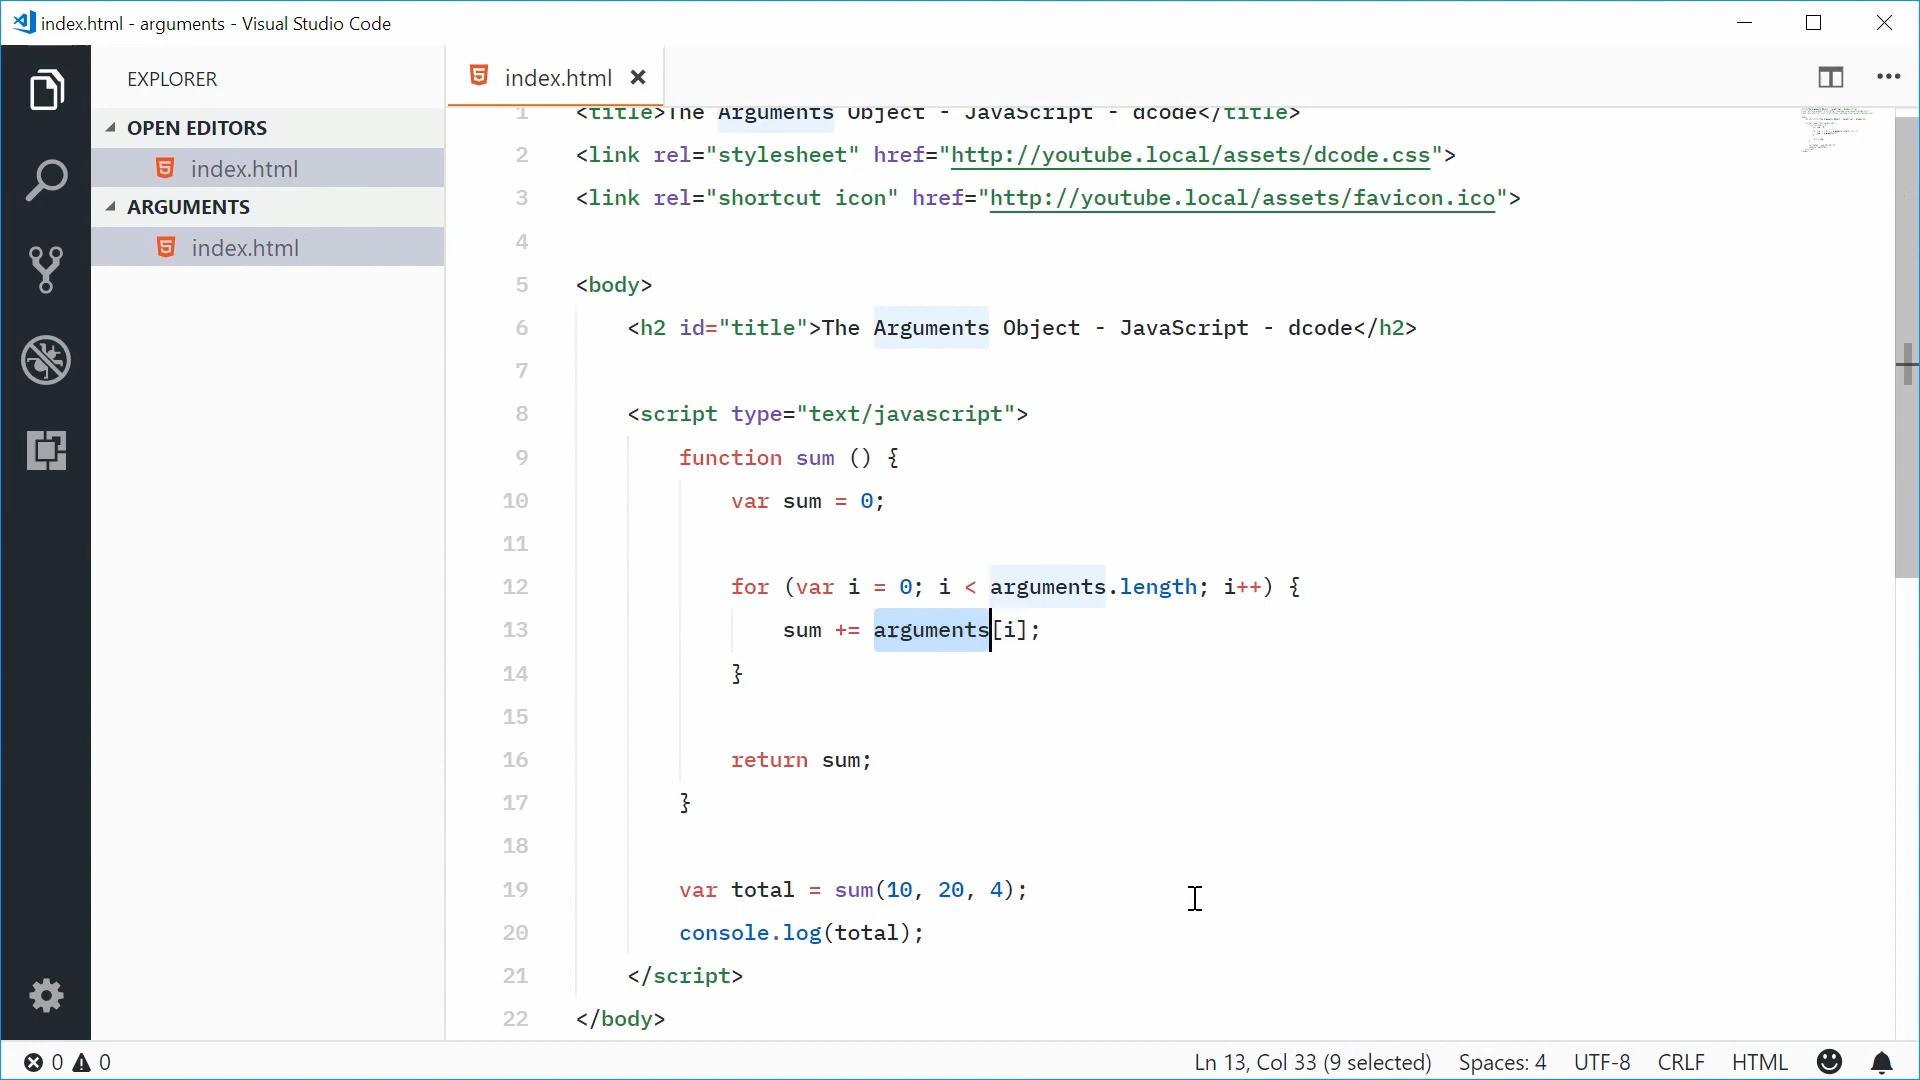 index.html - arguments - Visual Studio Code
EXPLORER
OPEN EDITORS
index.html
ARGUMENTS
index.html
index.html
1 <title>The Arguments Object - JavaScript - dcode</title>
2 <link rel="stylesheet" href="http://youtube.local/assets/dcode.css">
3 <link rel="shortcut icon" href="http://youtube.local/assets/favicon.ico">
4
5 <body>
6 <h2 id="title">The Arguments Object - JavaScript - dcode</h2>
7
8 <script type="text/javascript">
9 function sum () {
10 var sum = 0;
11
12 for (var i = 0; i < arguments.length; i++) {
13 sum += arguments[i];
14 }
15
16 return sum;
17 }
18
19 var total = sum(10, 20, 4);
20 console.log(total);
21 </script>
22 </body>
0 0 Ln 13, Col 33 (9 selected) Spaces: 4 UTF-8 CRLF HTML